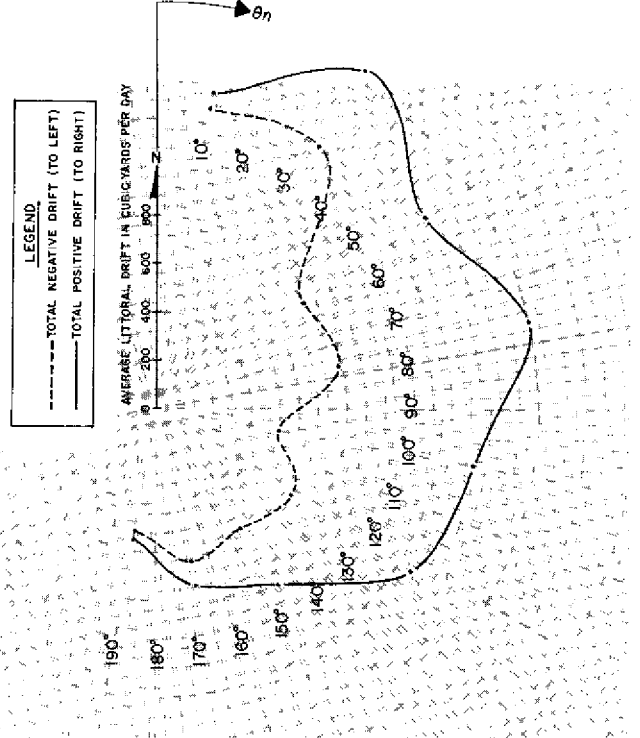 θn
LEGEND
TOTAL NEGATIVE DRIFT (TO LEFT)
TOTAL POSITIVE DRIFT (TO RIGHT)
AVERAGE LITTORAL DRIFT IN CUBIC YARDS PER DAY
N
0 200 400 600 800
10°
20°
30°
40°
50°
60°
70°
80°
90°
100°
110°
120°
130°
140°
150°
160°
170°
180°
190°